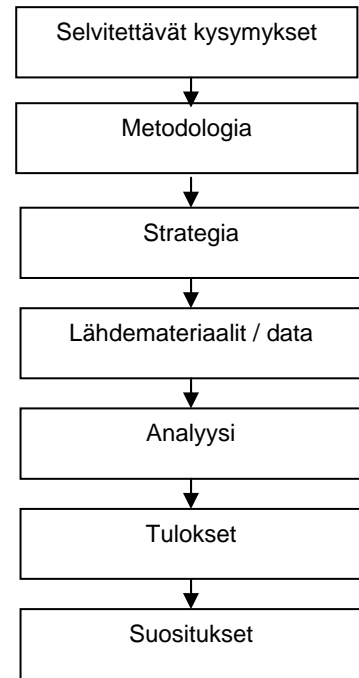 Selvitettävät kysymykset
Metodologia
Strategia
Lähdemateriaalit / data
Analyysi
Tulokset
Suositukset